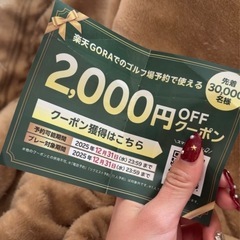 楽天GORAでのゴルフ場予約で使える
先着
30,000
名様
2,000円OFF
クーポン
クーポン獲得はこちら
予約可能期間 2025年12月31日(水)23:59まで
プレー対象期間 2025年12月31日(水)23:59まで